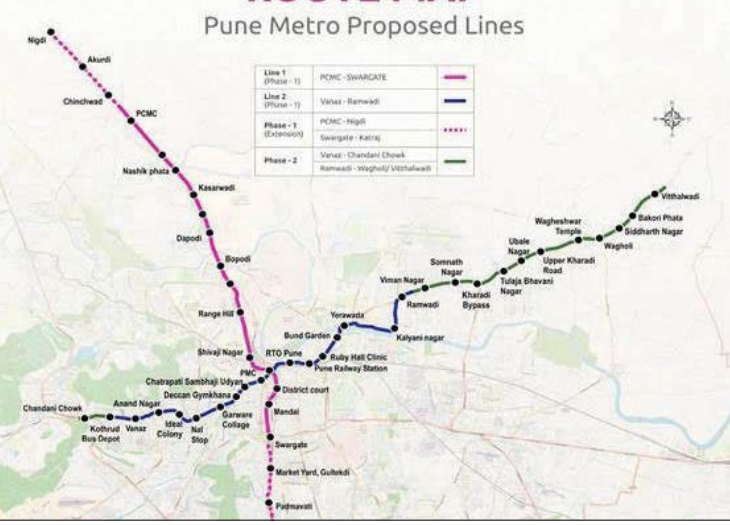 Pune Metro Proposed Lines
Line 1
(Phase - 1)
PCMC - SWARGATE
Line 2
(Phase - 1)
Vanaz - Ramwadi
Phase - 1
(Extension)
PCMC - Nigdi
Swargate - Katraj
Phase - 2
Vanaz - Chandani Chowk
Ramwadi - Wagholi/ Vitthalwadi
Nigdi
Akurdi
Chinchwad
PCMC
Nashik phata
Kasarwadi
Dapodi
Bopodi
Range Hill
Shivaji Nagar
PMC
RTO Pune
Chatrapati Sambhaji Udyan
Deccan Gymkhana
Garware
Collage
Nal
Stop
Ideal
Colony
Anand Nagar
Vanaz
Kothrud
Bus Depot
Chandani Chowk
District court
Mandai
Swargate
Market Yard, Gultekdi
Padmavati
Pune Railway Station
Ruby Hall Clinic
Bund Garden
Yerawada
Kalyani nagar
Ramwadi
Viman Nagar
Somnath
Nagar
Kharadi
Bypass
Tulaja Bhavani
Nagar
Ubale
Nagar
Upper Kharadi
Road
Wagheshwar
Temple
Wagholi
Siddharth Nagar
Bakori Phata
Vitthalwadi